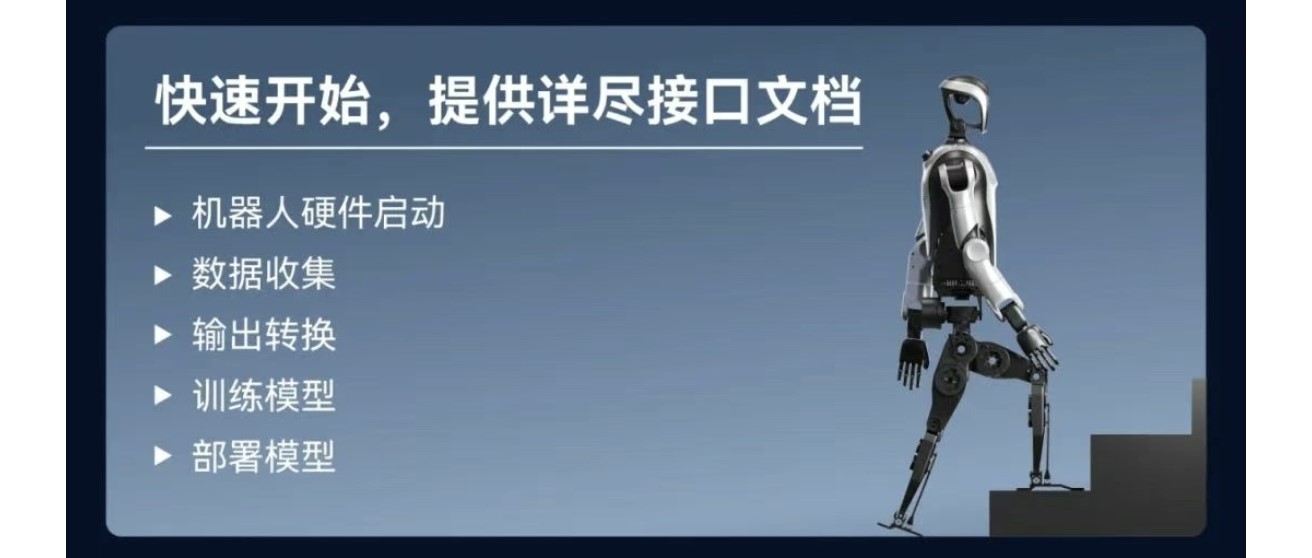 快速开始，提供详尽接口文档
机器人硬件启动
数据收集
输出转换
训练模型
部署模型